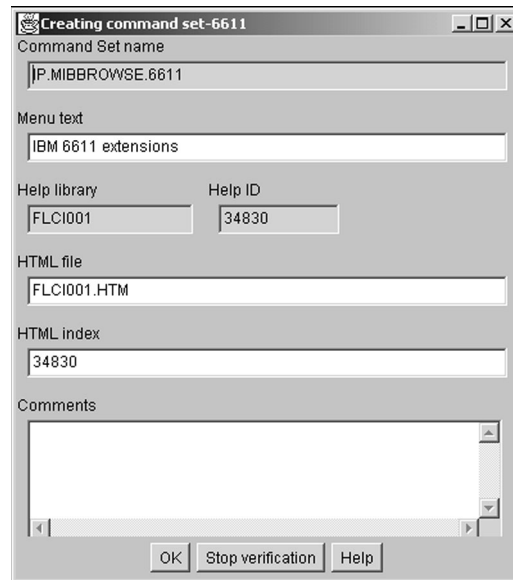 Creating command set-6611
Command Set name
IP.MIBBROWSE.6611
Menu text
IBM 6611 extensions
Help library Help ID
FLCI001 34830
HTML file
FLCI001.HTM
HTML index
34830
Comments
OK Stop verification Help